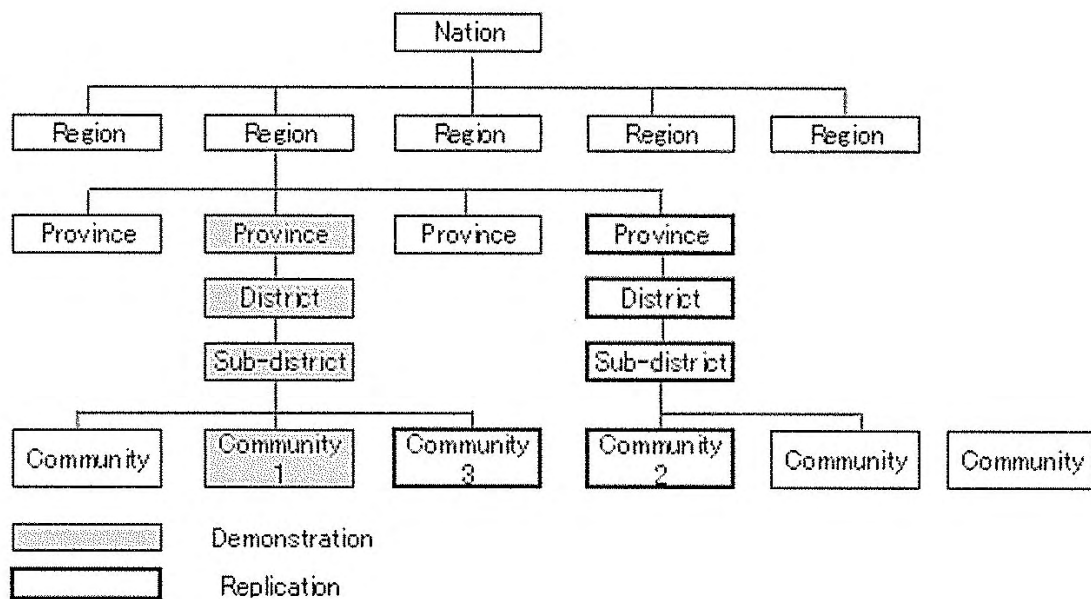 Nation
Region Region Region Region Region
Province Province Province Province
District District
Sub-district Sub-district
Community Community 1 Community 3 Community 2 Community Community
Demonstration
Replication